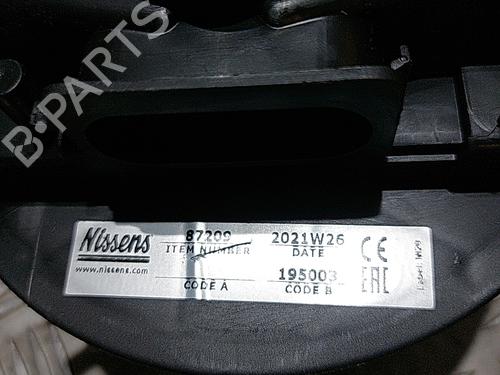 B-PARTS
Nissens
www.nissens.com
87209
ITEM NUMBER
2021W26
DATE
195003
CODE A
CODE B
CE
EAC